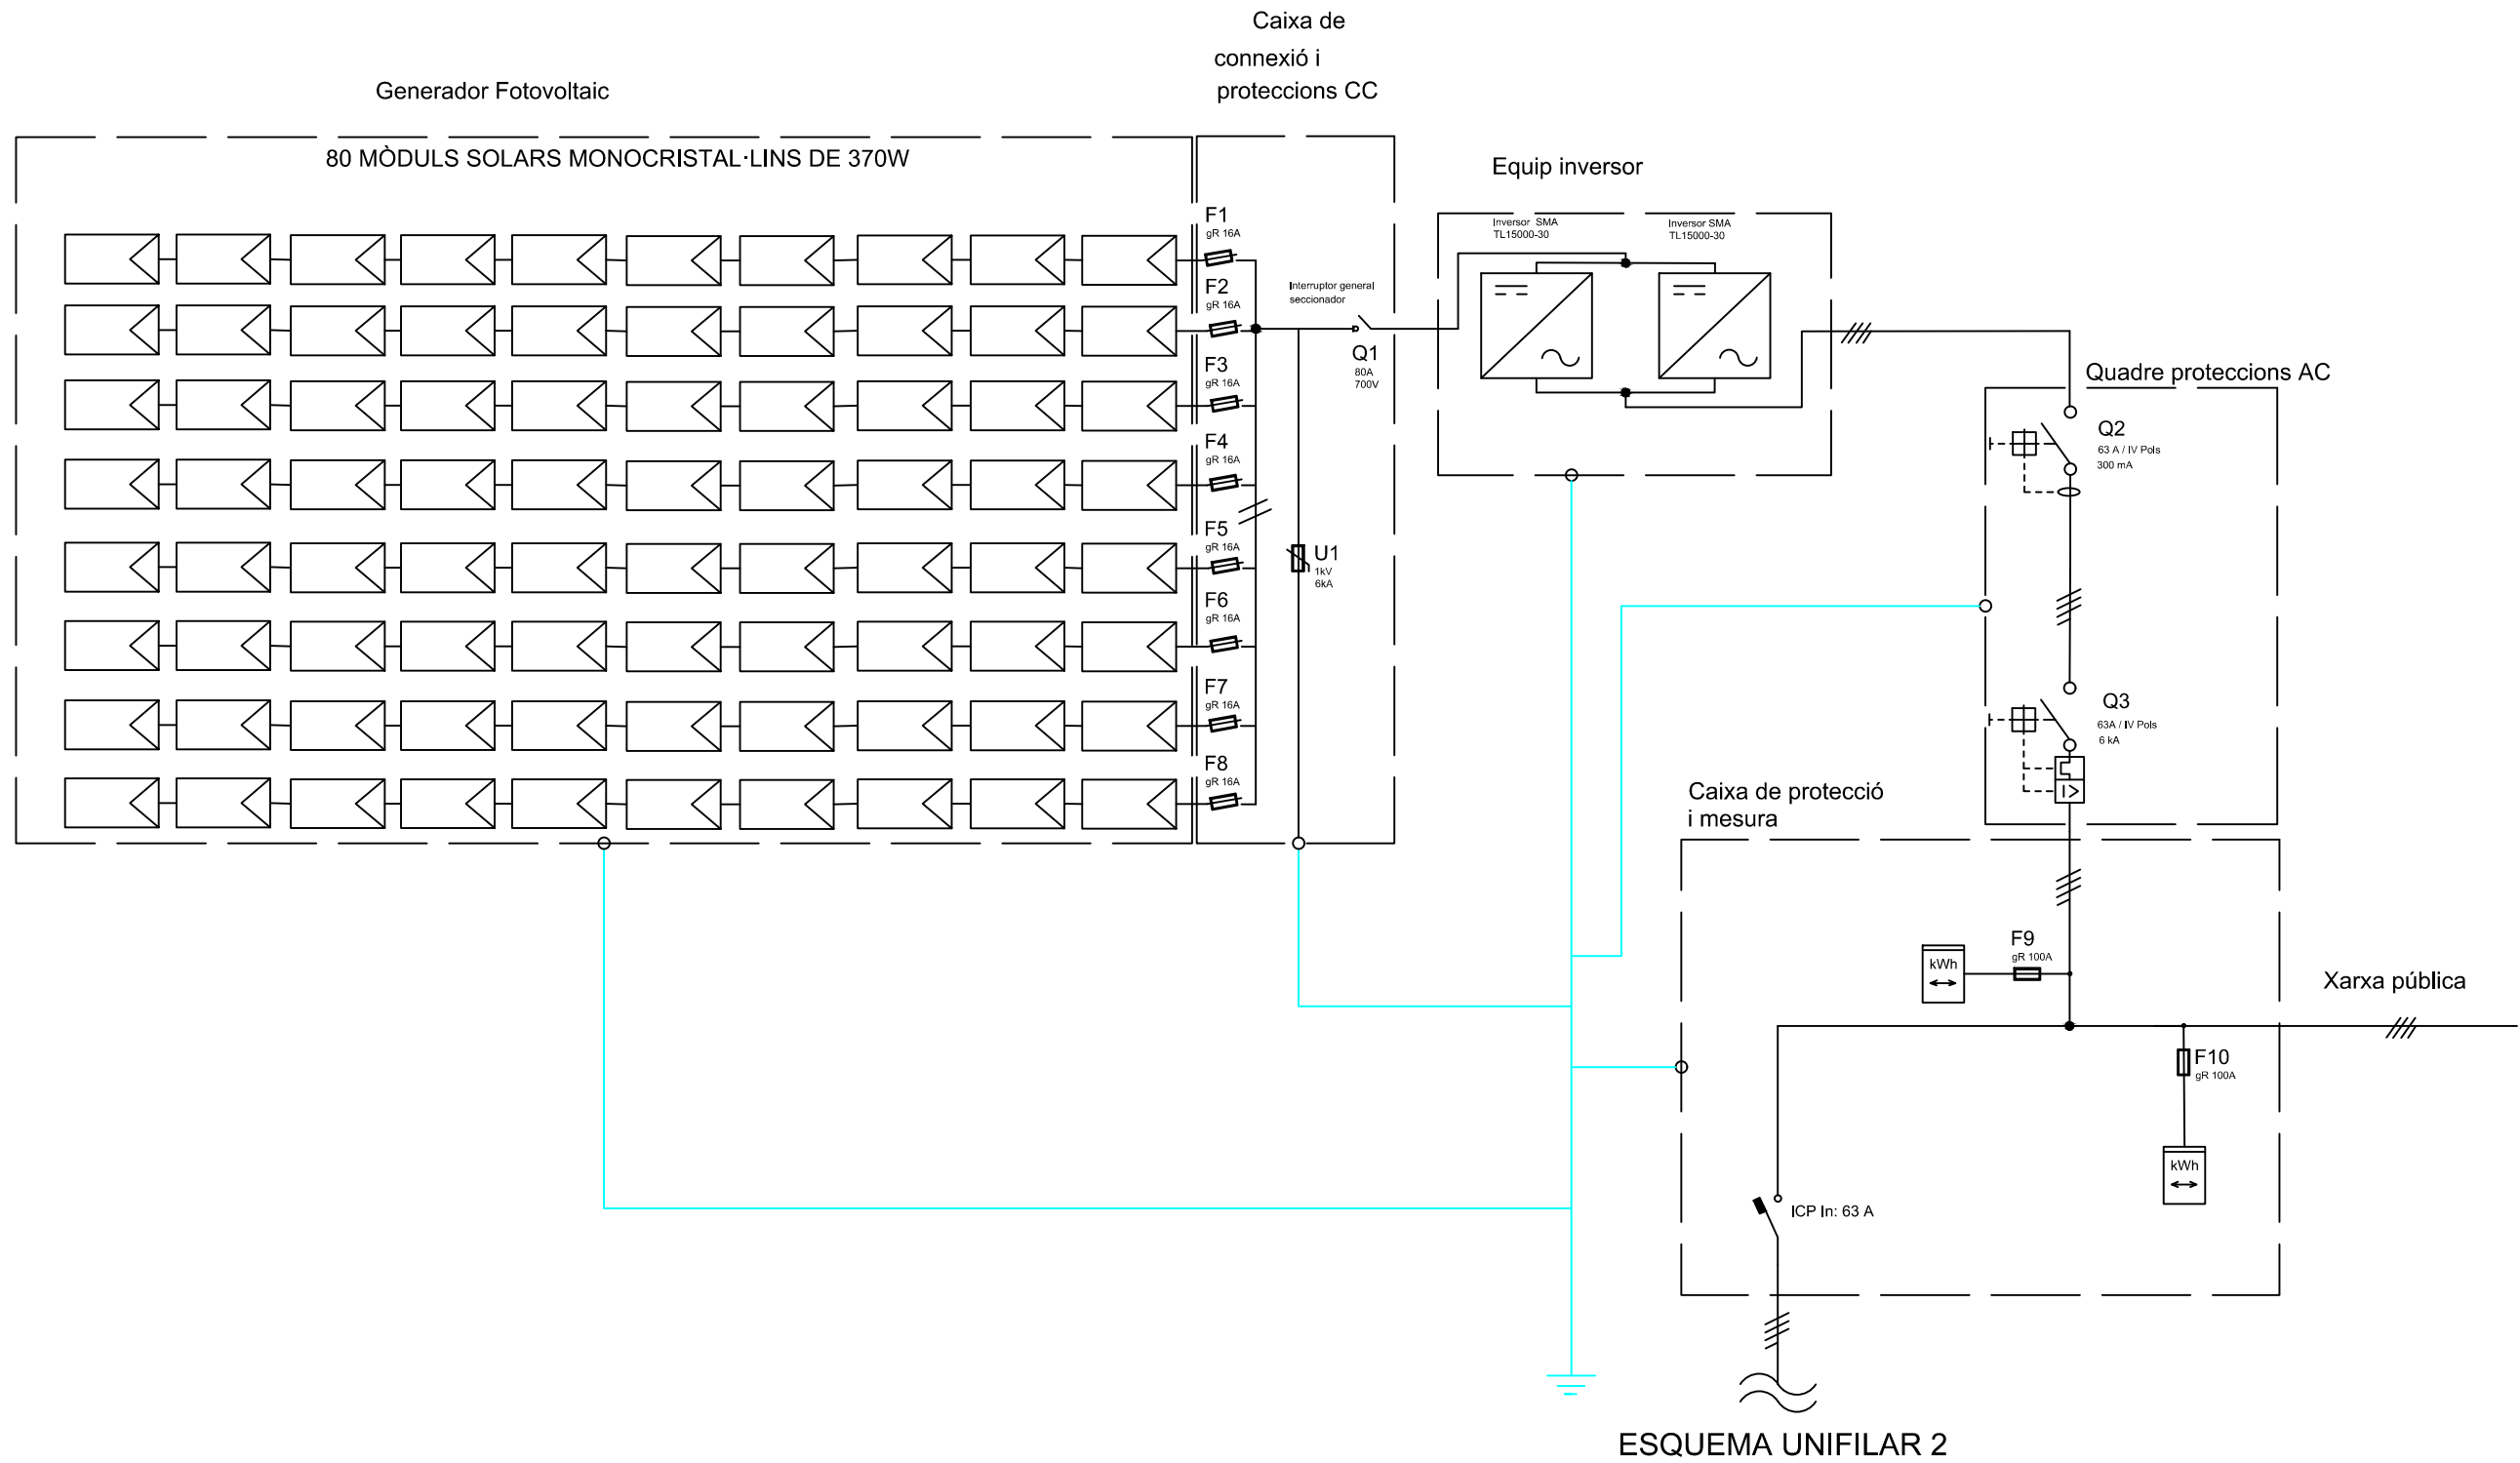 Caixa de
connexió i
proteccions CC
Generador Fotovoltaic
80 MÒDULS SOLARS MONOCRISTAL·LINS DE 370W
Equip inversor
Inversor SMA
TL15000-30
Inversor SMA
TL15000-30
F1
gR 16A
F2
gR 16A
Interruptor general
seccionador
Q1
80A
700V
F3
gR 16A
F4
gR 16A
F5
gR 16A
U1
1kV
6kA
F6
gR 16A
F7
gR 16A
F8
gR 16A
Quadre proteccions AC
Q2
63 A / IV Pols
300 mA
Q3
63A / IV Pols
6 kA
I>
Caixa de protecció
i mesura
F9
gR 100A
kWh
Xarxa pública
F10
gR 100A
kWh
ICP In: 63 A
ESQUEMA UNIFILAR 2